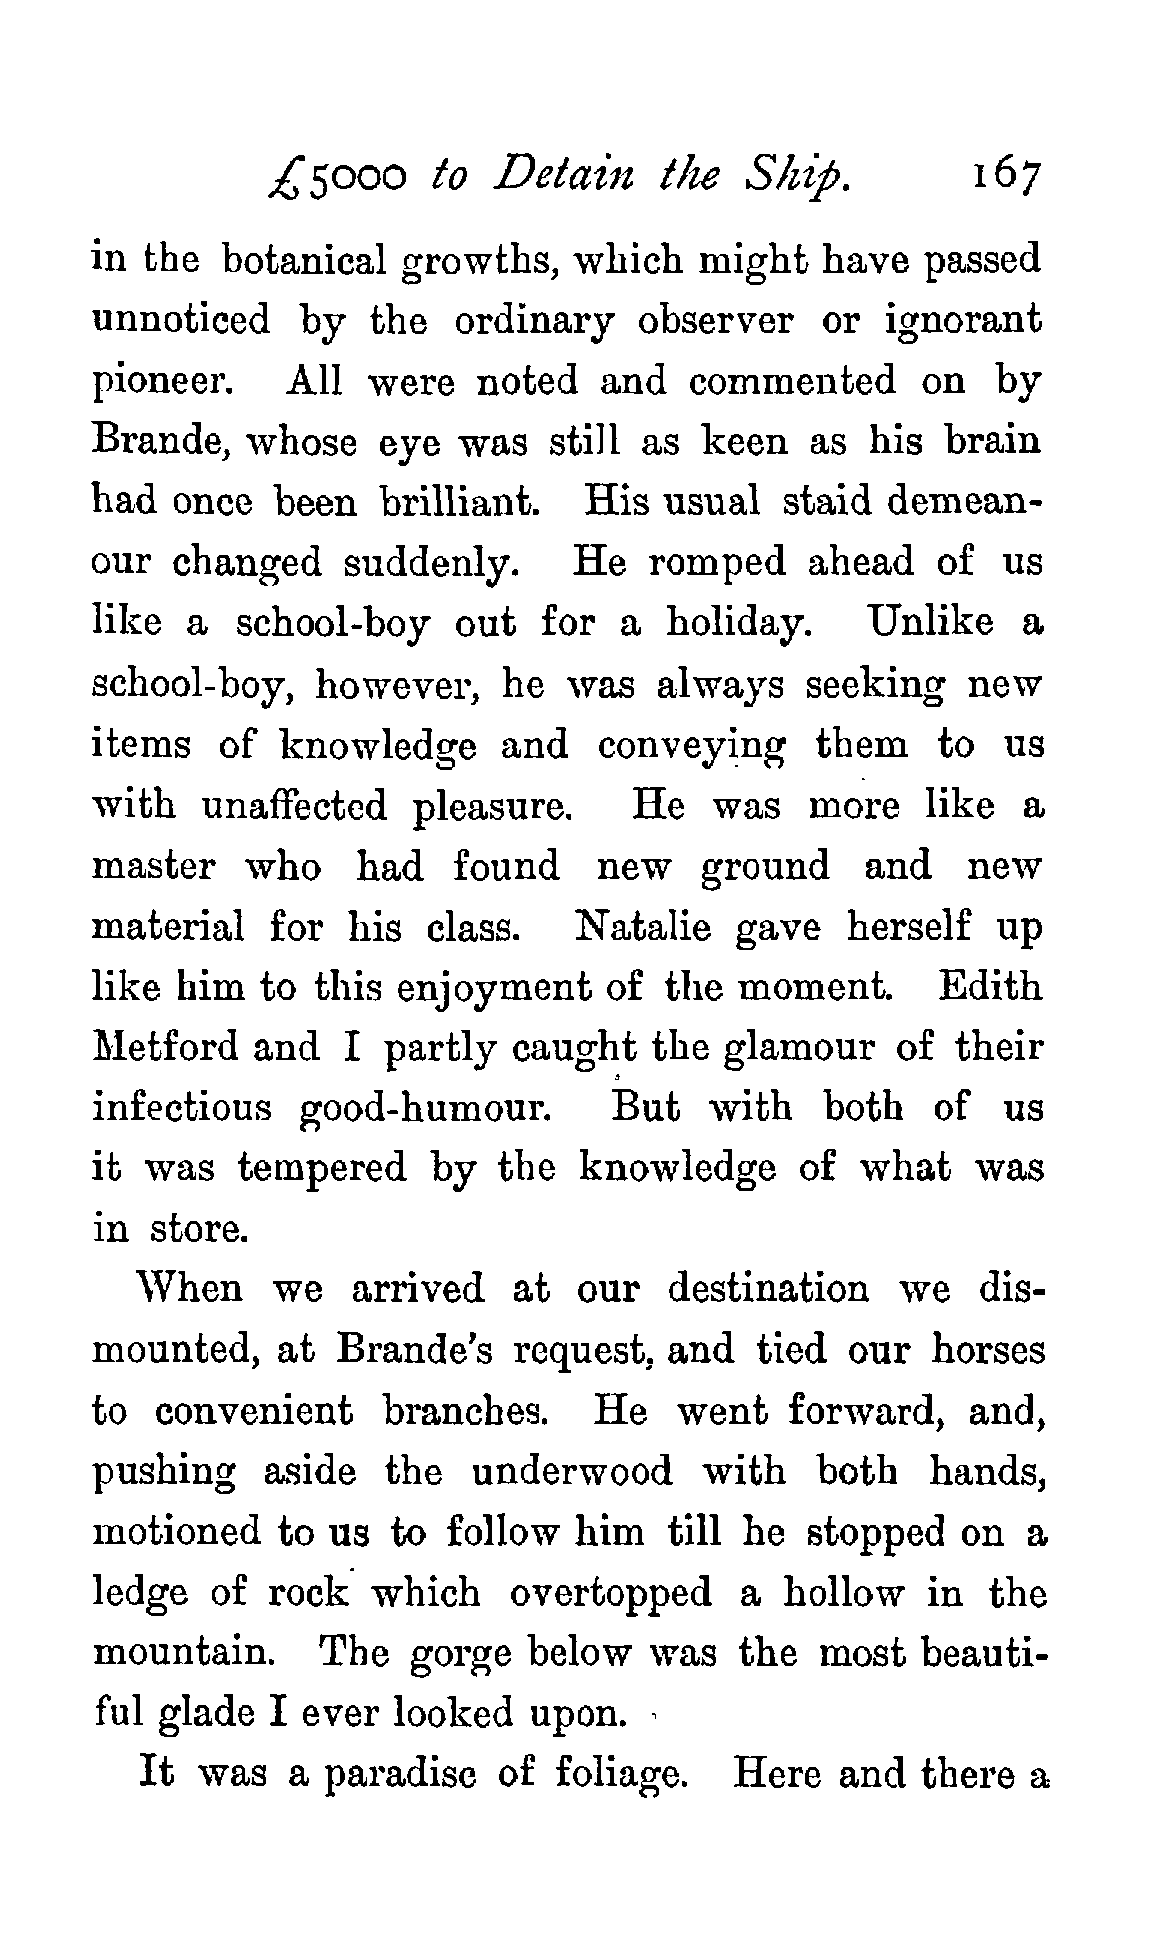 £5000 to Detain the Ship. 167
in the botanical growths, which might have passed
unnoticed by the ordinary observer or ignorant
pioneer. All were noted and commented on by
Brande, whose eye was still as keen as his brain
had once been brilliant. His usual staid demean-
our changed suddenly. He romped ahead of us
like a school-boy out for a holiday. Unlike a
school-boy, however, he was always seeking new
items of knowledge and conveying them to us
with unaffected pleasure. He was more like a
master who had found new ground and new
material for his class. Natalie gave herself up
like him to this enjoyment of the moment. Edith
Metford and I partly caught the glamour of their
infectious good-humour. But with both of us
it was tempered by the knowledge of what was
in store.
When we arrived at our destination we dis-
mounted, at Brande's request, and tied our horses
to convenient branches. He went forward, and,
pushing aside the underwood with both hands,
motioned to us to follow him till he stopped on a
ledge of rock which overtopped a hollow in the
mountain. The gorge below was the most beauti-
ful glade I ever looked upon.
It was a paradise of foliage. Here and there a